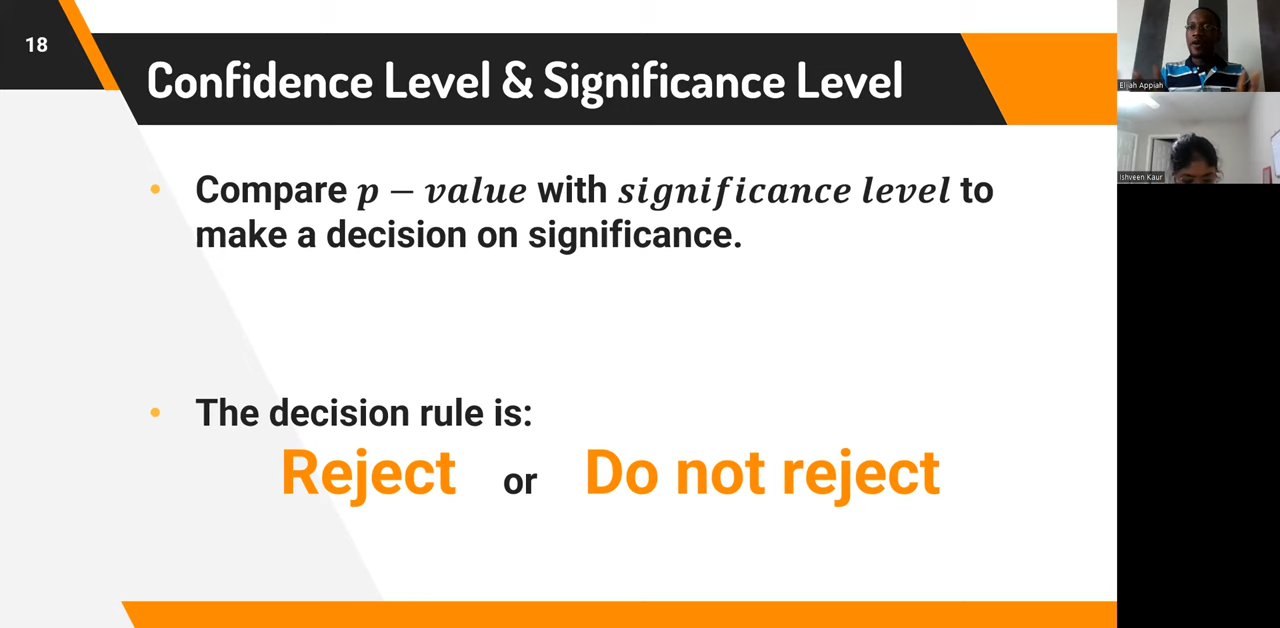 18
Confidence Level & Significance Level
• Compare p − value with significance level to
make a decision on significance.
• The decision rule is:
Reject or Do not reject
Elijah Appiah
Ishveen Kaur